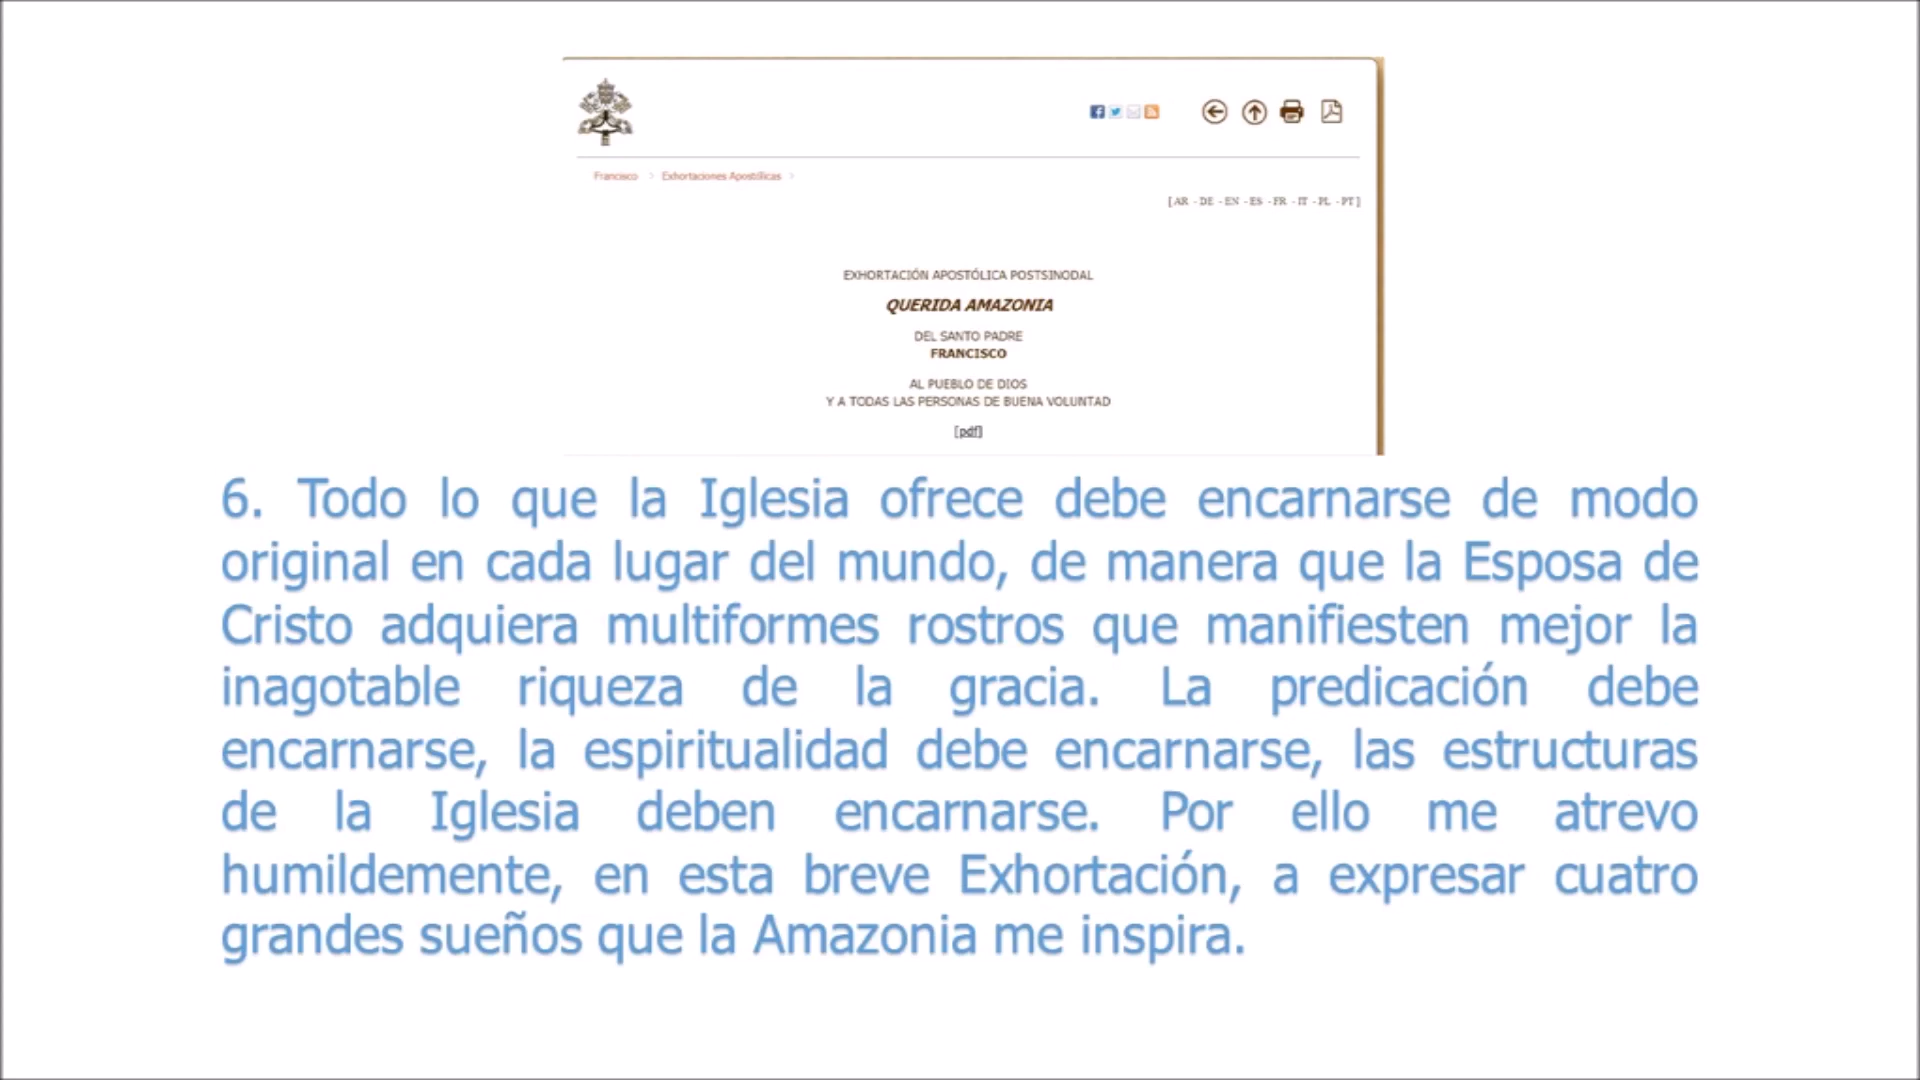 Francisco > Exhortaciones Apostólicas >
[ AR - DE - EN - ES - FR - IT - PL - PT ]
EXHORTACIÓN APOSTÓLICA POSTSINODAL
QUERIDA AMAZONIA
DEL SANTO PADRE
FRANCISCO
AL PUEBLO DE DIOS
Y A TODAS LAS PERSONAS DE BUENA VOLUNTAD
[pdf]
6. Todo lo que la Iglesia ofrece debe encarnarse de modo
original en cada lugar del mundo, de manera que la Esposa de
Cristo adquiera multiformes rostros que manifiesten mejor la
inagotable riqueza de la gracia. La predicación debe
encarnarse, la espiritualidad debe encarnarse, las estructuras
de la Iglesia deben encarnarse. Por ello me atrevo
humildemente, en esta breve Exhortación, a expresar cuatro
grandes sueños que la Amazonia me inspira.